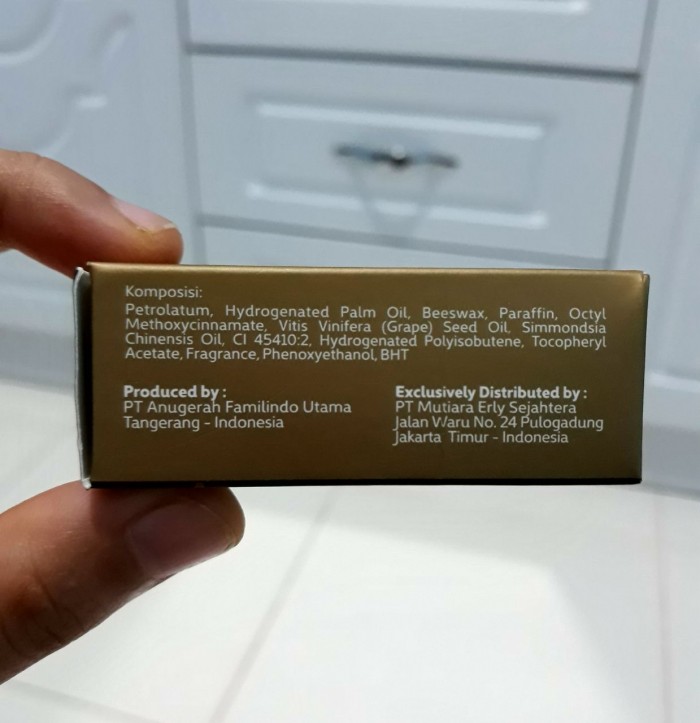 Komposisi:
Petrolatum, Hydrogenated Palm Oil, Beeswax, Paraffin, Octyl
Methoxycinnamate, Vitis Vinifera (Grape) Seed Oil, Simmondsia
Chinensis Oil, CI 45410:2, Hydrogenated Polyisobutene, Tocopheryl
Acetate, Fragrance, Phenoxyethanol, BHT
Produced by :
PT Anugerah Familindo Utama
Tangerang - Indonesia
Exclusively Distributed by :
PT Mutiara Erly Sejahtera
Jalan Waru No. 24 Pulogadung
Jakarta Timur - Indonesia